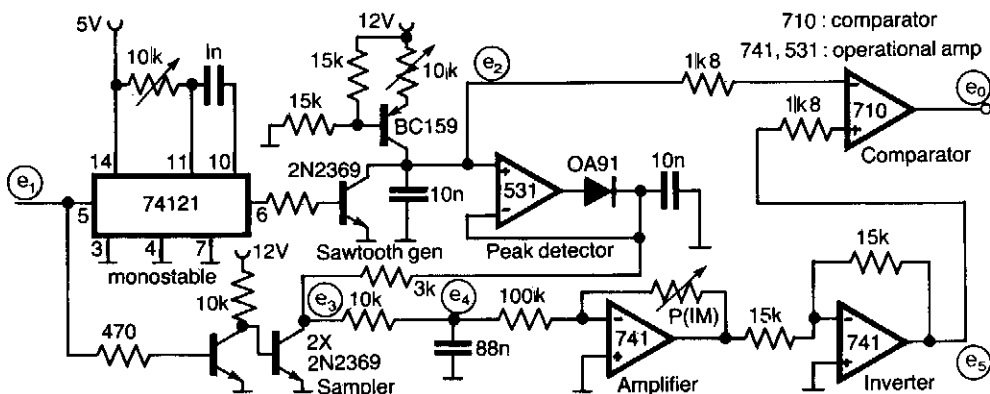 710 : comparator
741, 531 : operational amp
5V
12V
10k
1n
15k
10k
e2
1k8
e0
15k
BC159
1k8
710
Comparator
14
11
10
2N2369
OA91
10n
e1
74121
531
5
6
10n
3
4
7
12V
Sawtooth gen
Peak detector
monostable
10k
3k
15k
e3
10k
e4
100k
P(IM)
15k
470
2X
2N2369
88n
741
741
e5
Sampler
Amplifier
Inverter